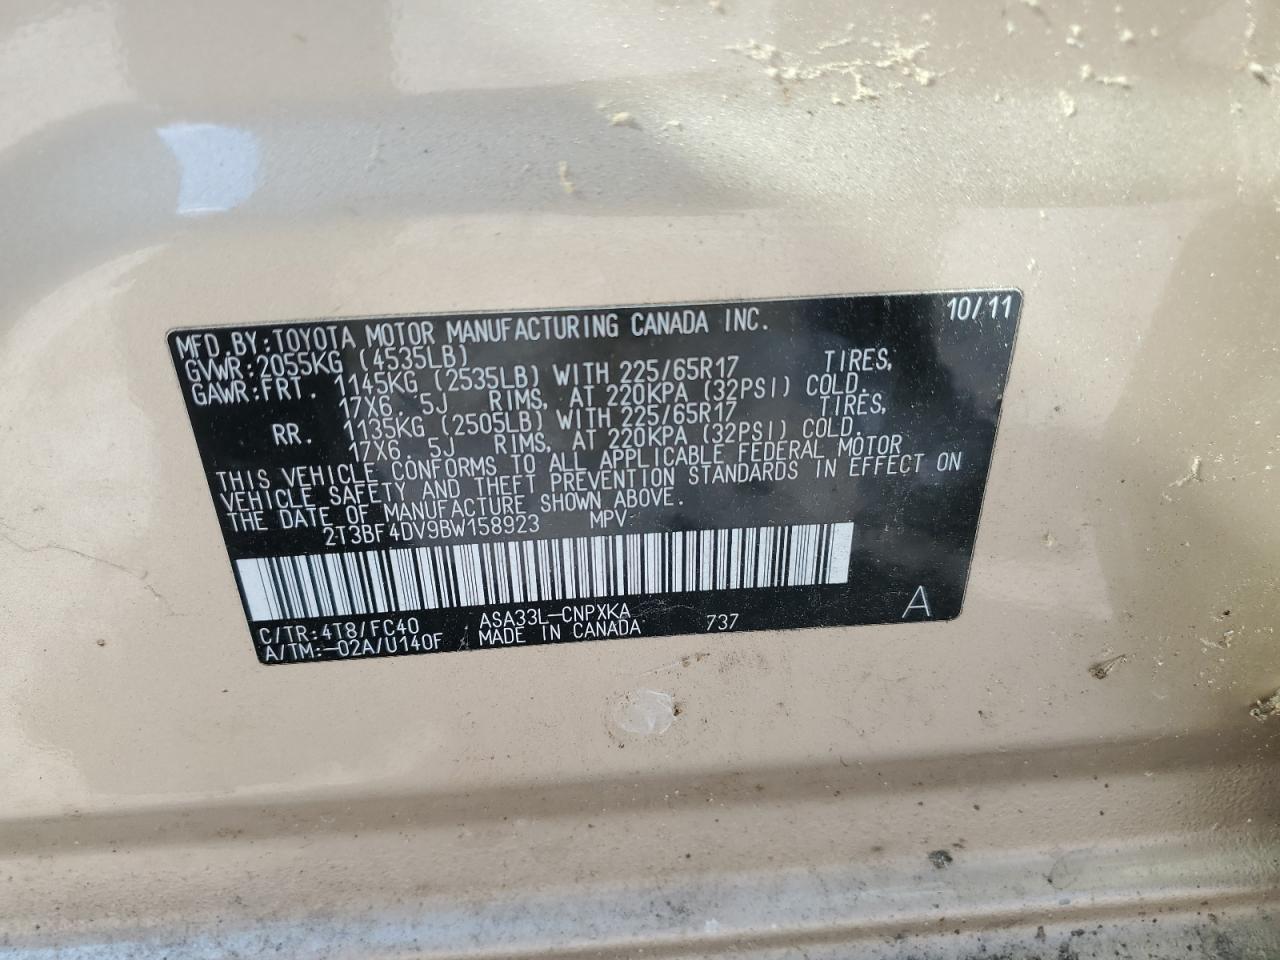 10/11
MFD.BY:TOYOTA MOTOR MANUFACTURING CANADA INC.
GVWR:2055KG (4535LB)
GAWR:FRT. 1145KG (2535LB) WITH 225/65R17 TIRES,
17X6.5J RIMS, AT 220KPA (32PSI) COLD.
RR. 1135KG (2505LB) WITH 225/65R17 TIRES,
17X6.5J RIMS, AT 220KPA (32PSI) COLD.
THIS VEHICLE CONFORMS TO ALL APPLICABLE FEDERAL MOTOR
VEHICLE SAFETY AND THEFT PREVENTION STANDARDS IN EFFECT ON
THE DATE OF MANUFACTURE SHOWN ABOVE.
2T3BF4DV9BW158923 MPV
C/TR:4T8/FC40 ASA33L-CNPXKA 737 A
A/TM:-02A/U140F MADE IN CANADA